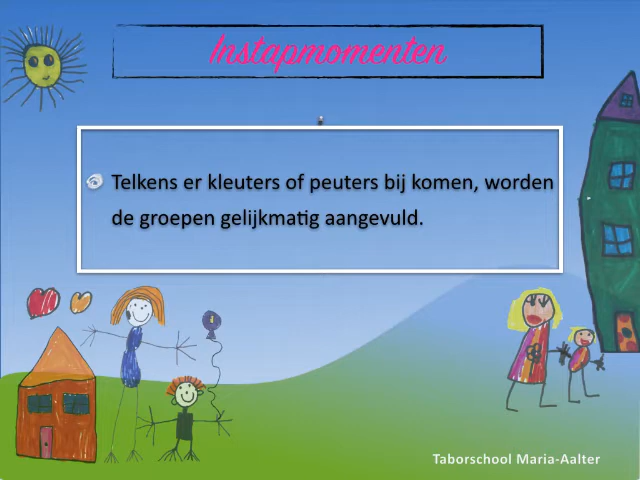 Instapmomenten
Telkens er kleuters of peuters bij komen, worden
de groepen gelijkmatig aangevuld.
Taborschool Maria-Aalter